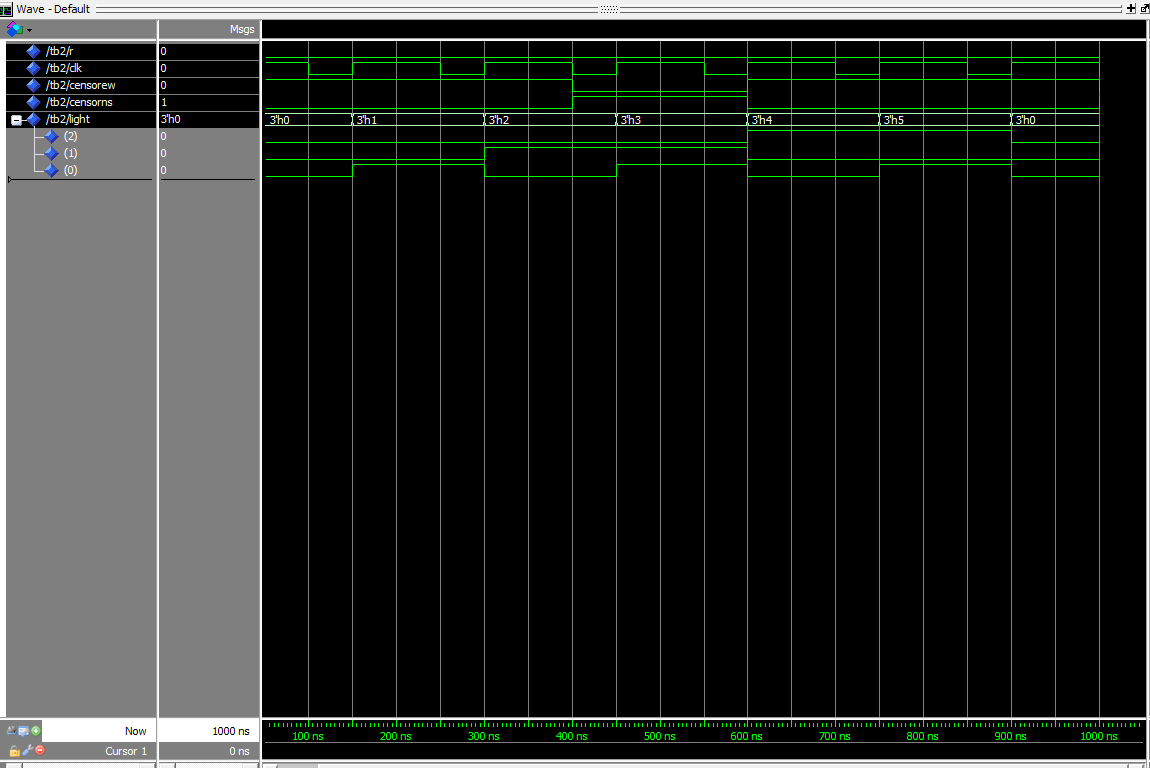 Wave - Default
Msgs
/tb2/r 0
/tb2/clk 0
/tb2/censorew 0
/tb2/censorns 1
/tb2/light 3'h0 3'h0 3'h1 3'h2 3'h3 3'h4 3'h5 3'h0
(2) 0
(1) 0
(0) 0
Now 1000 ns
100 ns 200 ns 300 ns 400 ns 500 ns 600 ns 700 ns 800 ns 900 ns 1000 ns
Cursor 1 0 ns